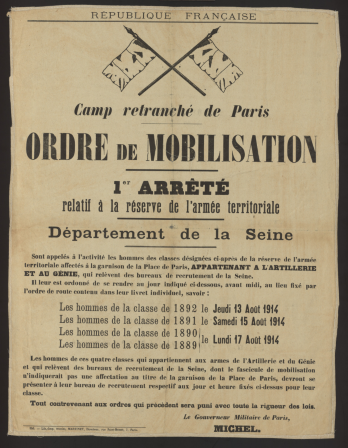 RÉPUBLIQUE FRANÇAISE
Camp retranché de Paris
ORDRE DE MOBILISATION
1er ARRÊTÉ
relatif à la réserve de l'armée territoriale
Département de la Seine
Sont appelés à l'activité les hommes des classes désignées ci-après de la réserve de l'armée
territoriale affectés à la garnison de la Place de Paris, APPARTENANT A L'ARTILLERIE
ET AU GÉNIE, qui relèvent des bureaux de recrutement de la Seine.
Il leur est ordonné de se rendre au jour indiqué ci-dessous, avant midi, au lieu fixé par
l'ordre de route contenu dans leur livret individuel, savoir :
Les hommes de la classe de 1892 le Jeudi 13 Août 1914
Les hommes de la classe de 1891 le Samedi 15 Août 1914
Les hommes de la classe de 1890
Les hommes de la classe de 1889 le Lundi 17 Août 1914
Les hommes de ces quatre classes qui appartiennent aux armes de l'Artillerie et du Génie
et qui relèvent des bureaux de recrutement de la Seine, dont le fascicule de mobilisation
n'indiquerait pas une affectation au titre de la garnison de la Place de Paris, devront se
présenter à leur bureau de recrutement respectif aux jour et heure fixés ci-dessus pour leur
classe.
Tout contrevenant aux ordres qui précèdent sera puni avec toute la rigueur des lois.
Le Gouverneur Militaire de Paris,
MICHEL.